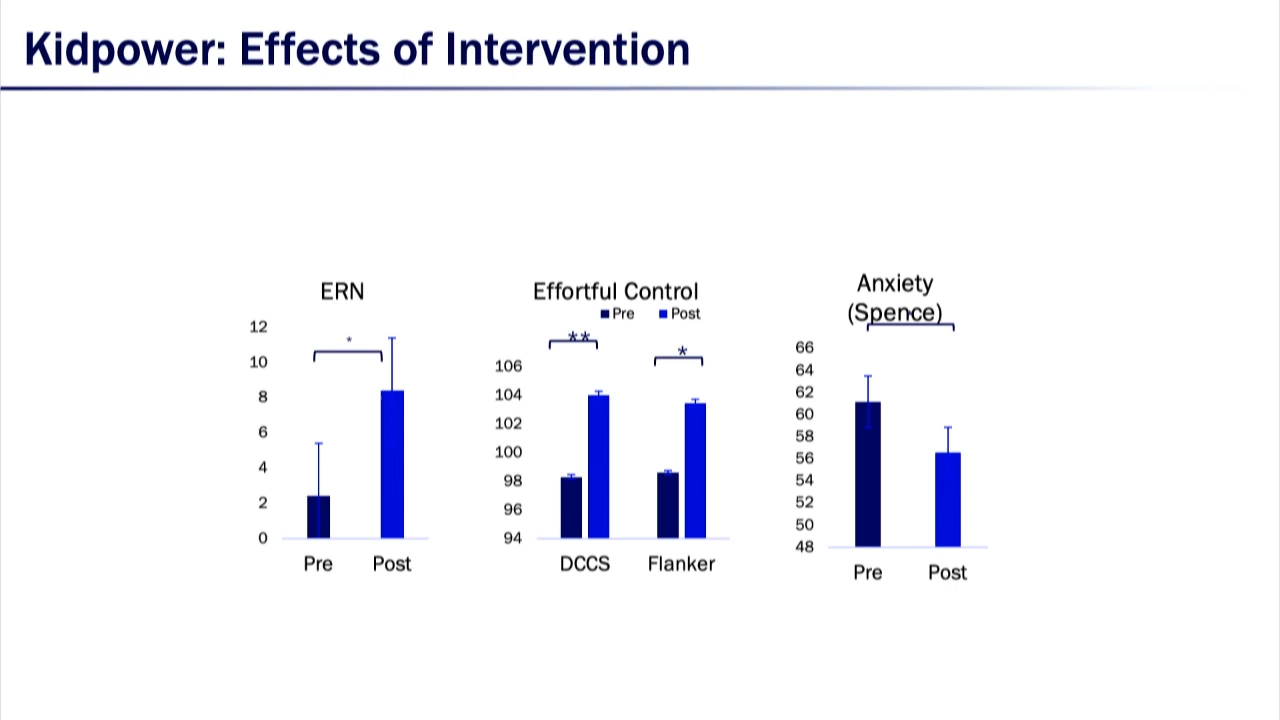 Kidpower: Effects of Intervention
ERN
12
10
8
6
4
2
0
*
Pre
Post
Effortful Control
Pre
Post
106
104
102
100
98
96
94
**
*
DCCS
Flanker
Anxiety
(Spence)
66
64
62
60
58
56
54
52
50
48
Pre
Post